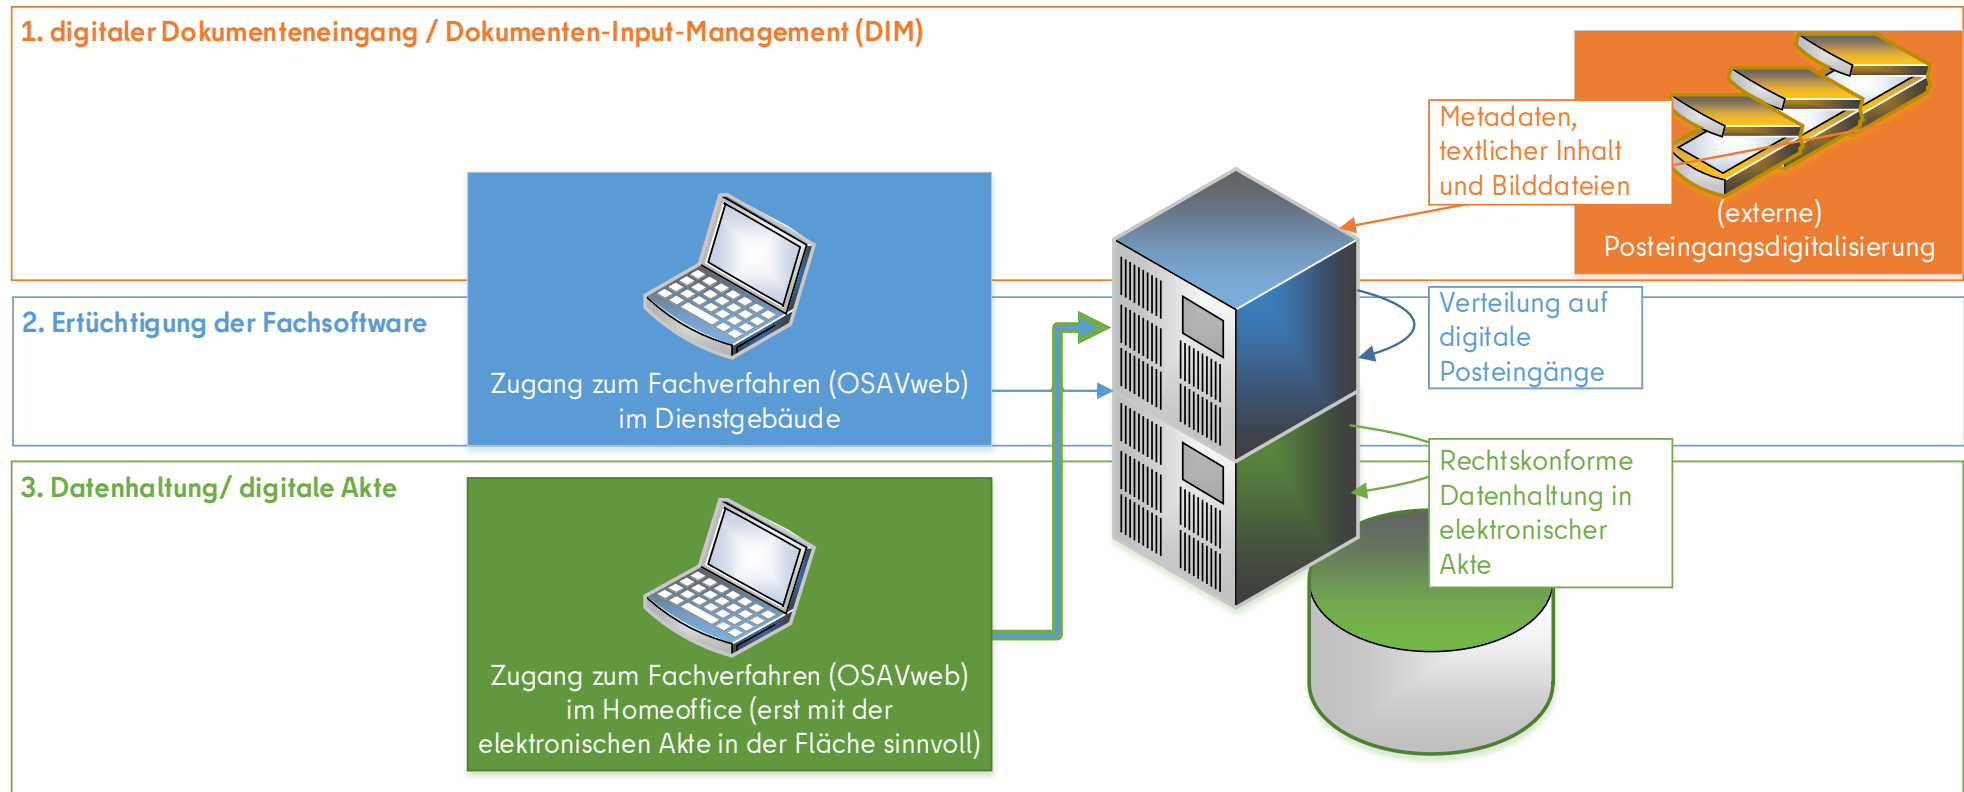 1. digitaler Dokumenteneingang / Dokumenten-Input-Management (DIM)
Metadaten,
textlicher Inhalt
und Bilddateien
(externe)
Posteingangsdigitalisierung
2. Ertüchtigung der Fachsoftware
Zugang zum Fachverfahren (OSAVweb)
im Dienstgebäude
Verteilung auf
digitale
Posteingänge
3. Datenhaltung/ digitale Akte
Zugang zum Fachverfahren (OSAVweb)
im Homeoffice (erst mit der
elektronischen Akte in der Fläche sinnvoll)
Rechtskonforme
Datenhaltung in
elektronischer
Akte